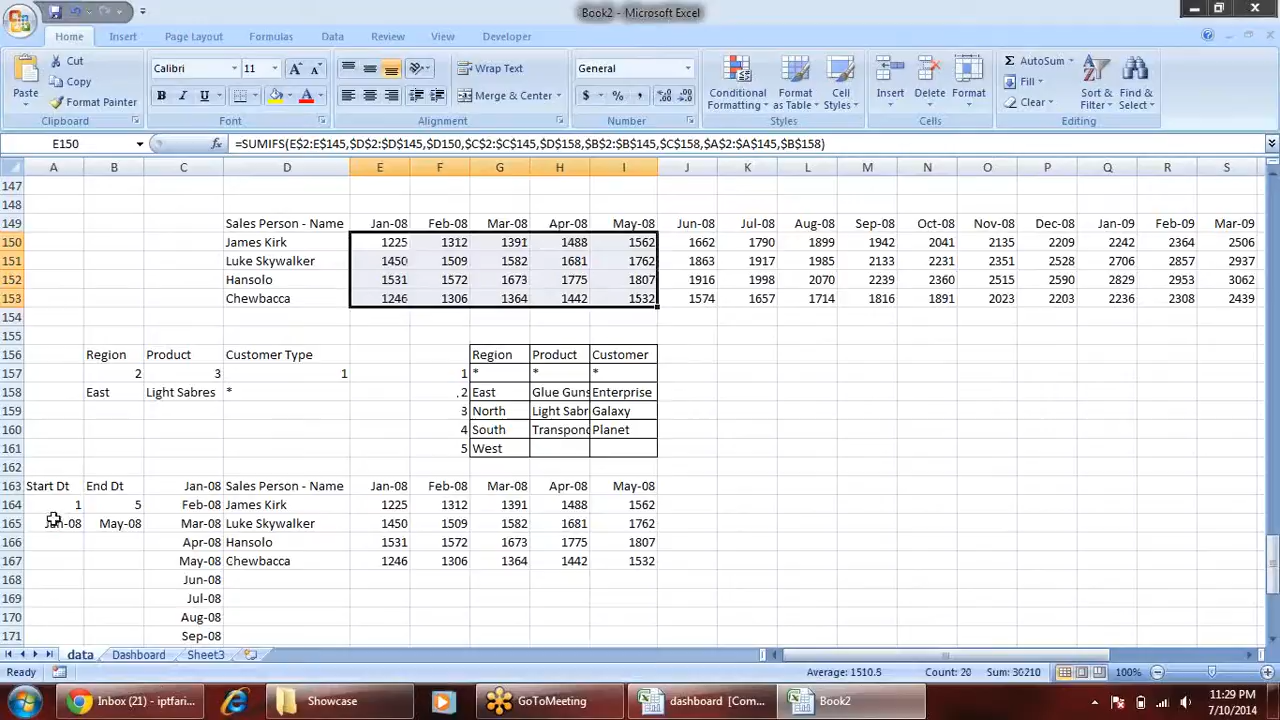 Book2 - Microsoft Excel
Home Insert Page Layout Formulas Data Review View Developer
Paste Cut Copy Format Painter Clipboard
Calibri 11 B I U A A A Font
Wrap Text Merge & Center Alignment
General $ % , Number
Conditional Formatting Format as Table Cell Styles Styles
Insert Delete Format Cells
AutoSum Fill Clear Sort & Filter Find & Select Editing
E150 fx =SUMIFS(E$2:E$145,$D$2:$D$145,$D150,$C$2:$C$145,$D$158,$B$2:$B$145,$C$158,$A$2:$A$145,$B$158)
A B C D E F G H I J K L M N O P Q R S
147
148
149 Sales Person - Name Jan-08 Feb-08 Mar-08 Apr-08 May-08 Jun-08 Jul-08 Aug-08 Sep-08 Oct-08 Nov-08 Dec-08 Jan-09 Feb-09 Mar-09
150 James Kirk 1225 1312 1391 1488 1562 1662 1790 1899 1942 2041 2135 2209 2242 2364 2506
151 Luke Skywalker 1450 1509 1582 1681 1762 1863 1917 1985 2133 2231 2351 2528 2706 2857 2937
152 Hansolo 1531 1572 1673 1775 1807 1916 1998 2070 2239 2360 2515 2590 2829 2953 3062
153 Chewbacca 1246 1306 1364 1442 1532 1574 1657 1714 1816 1891 2023 2203 2236 2308 2439
154
155
156 Region Product Customer Type Region Product Customer
157 2 3 1 1 * * *
158 East Light Sabres * 2 East Glue Guns Enterprise
159 3 North Light Sabr Galaxy
160 4 South Transpond Planet
161 5 West
162
163 Start Dt End Dt Jan-08 Sales Person - Name Jan-08 Feb-08 Mar-08 Apr-08 May-08
164 1 5 Feb-08 James Kirk 1225 1312 1391 1488 1562
165 Jan-08 May-08 Mar-08 Luke Skywalker 1450 1509 1582 1681 1762
166 Apr-08 Hansolo 1531 1572 1673 1775 1807
167 May-08 Chewbacca 1246 1306 1364 1442 1532
168 Jun-08
169 Jul-08
170 Aug-08
171 Sep-08
data Dashboard Sheet3
Ready Average: 1510.5 Count: 20 Sum: 30210 100%
Inbox (21) - iptfari... Showcase GoToMeeting dashboard [Com... Book2
11:29 PM
7/10/2014